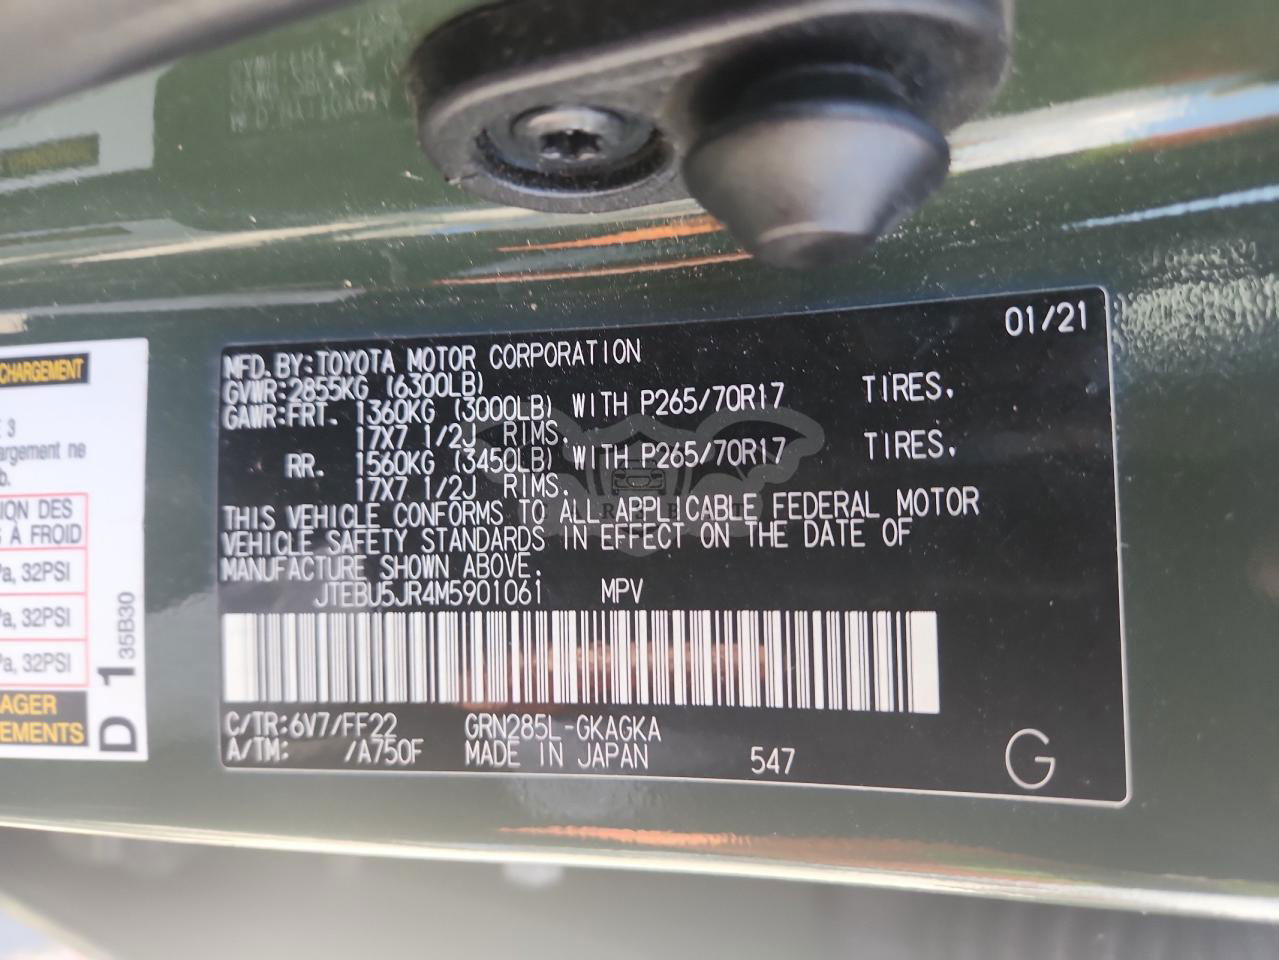 01/21
MFD. BY:TOYOTA MOTOR CORPORATION
GVWR:2855KG (6300LB)
GAWR:FRT. 1360KG (3000LB) WITH P265/70R17 TIRES.
17X7 1/2J RIMS.
RR. 1560KG (3450LB) WITH P265/70R17 TIRES.
17X7 1/2J RIMS.
THIS VEHICLE CONFORMS TO ALL APPLICABLE FEDERAL MOTOR
VEHICLE SAFETY STANDARDS IN EFFECT ON THE DATE OF
MANUFACTURE SHOWN ABOVE.
JTEBU5JR4M5901061 MPV
C/TR:6V7/FF22 GRN285L-GKAGKA
A/TM: /A750F MADE IN JAPAN 547
G
CHARGEMENT
argement ne
ION DES
À FROID
a, 32PSI
a, 32PSI
a, 32PSI
AGER
EMENTS
D 1 35B30